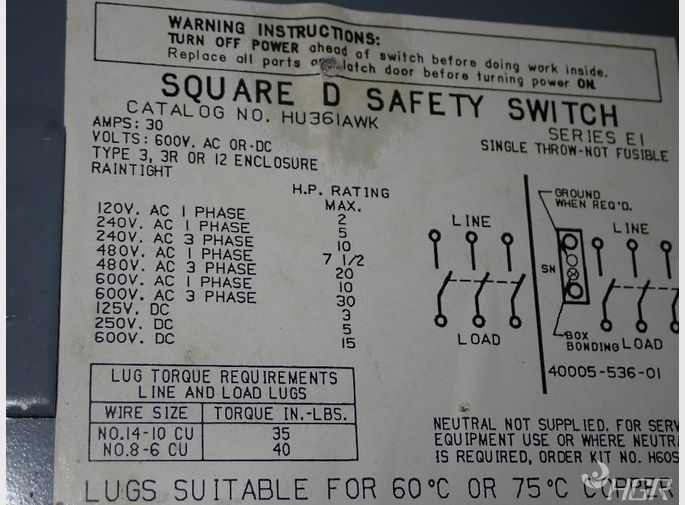 WARNING INSTRUCTIONS:
TURN OFF POWER ahead of switch before doing work inside.
Replace all parts and latch door before turning power ON.
SQUARE D SAFETY SWITCH
CATALOG NO. HU361AWK
SERIES E1
AMPS: 30
VOLTS: 600V. AC OR DC
SINGLE THROW-NOT FUSIBLE
TYPE 3, 3R OR 12 ENCLOSURE
RAINTIGHT
H.P. RATING
MAX.
120V. AC 1 PHASE 2
240V. AC 1 PHASE 5
240V. AC 3 PHASE 10
480V. AC 1 PHASE 7 1/2
480V. AC 3 PHASE 20
600V. AC 1 PHASE 10
600V. AC 3 PHASE 30
125V. DC 3
250V. DC 5
600V. DC 15
GROUND
WHEN REQ'D.
LINE
LINE
SN
LOAD
BOX
BONDING
LOAD
40005-536-01
LUG TORQUE REQUIREMENTS
LINE AND LOAD LUGS
WIRE SIZE TORQUE IN.-LBS.
NO.14-10 CU 35
NO.8-6 CU 40
NEUTRAL NOT SUPPLIED. FOR SERV
EQUIPMENT USE OR WHERE NEUTRA
IS REQUIRED, ORDER KIT NO. H60S
LUGS SUITABLE FOR 60°C OR 75°C COPPER
HGR